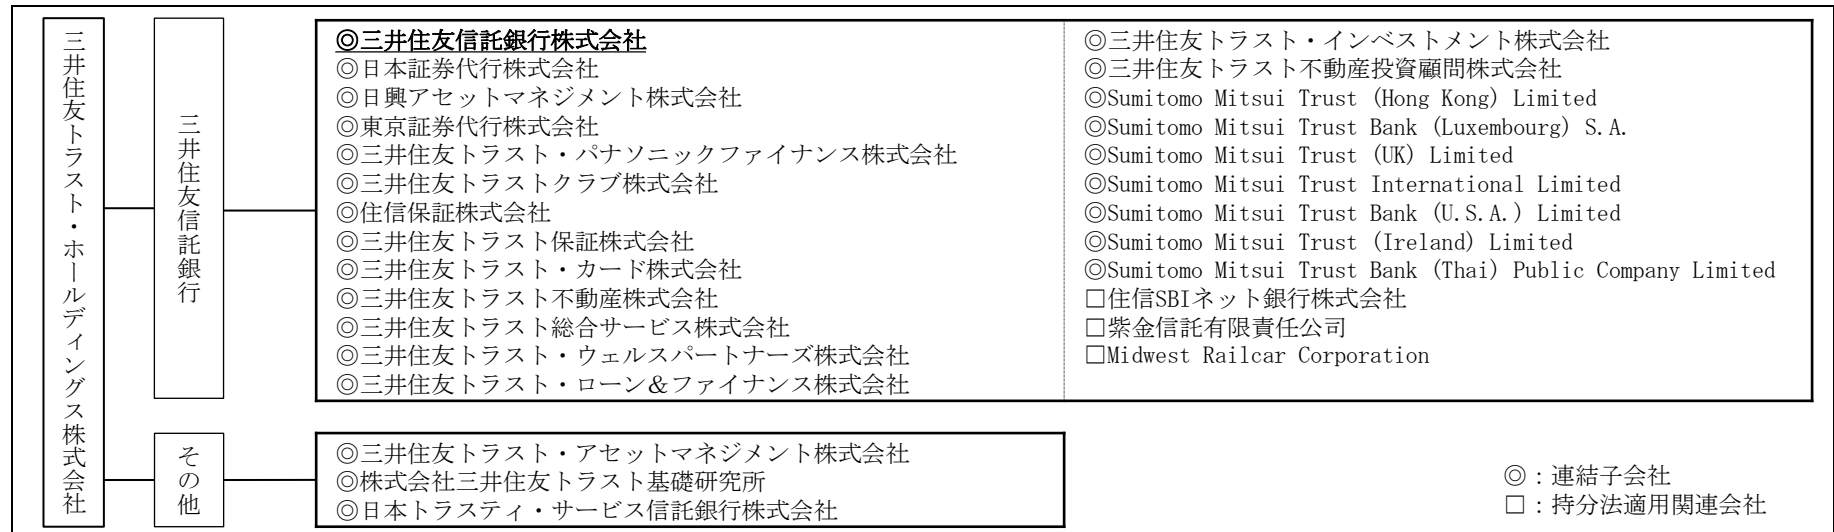 三井住友トラスト・ホールディングス株式会社
三井住友信託銀行
◎三井住友信託銀行株式会社
◎日本証券代行株式会社
◎日興アセットマネジメント株式会社
◎東京証券代行株式会社
◎三井住友トラスト・パナソニックファイナンス株式会社
◎三井住友トラストクラブ株式会社
◎住信保証株式会社
◎三井住友トラスト保証株式会社
◎三井住友トラスト・カード株式会社
◎三井住友トラスト不動産株式会社
◎三井住友トラスト総合サービス株式会社
◎三井住友トラスト・ウェルスパートナーズ株式会社
◎三井住友トラスト・ローン&ファイナンス株式会社
◎三井住友トラスト・インベストメント株式会社
◎三井住友トラスト不動産投資顧問株式会社
◎Sumitomo Mitsui Trust (Hong Kong) Limited
◎Sumitomo Mitsui Trust Bank (Luxembourg) S.A.
◎Sumitomo Mitsui Trust (UK) Limited
◎Sumitomo Mitsui Trust International Limited
◎Sumitomo Mitsui Trust Bank (U.S.A.) Limited
◎Sumitomo Mitsui Trust (Ireland) Limited
◎Sumitomo Mitsui Trust Bank (Thai) Public Company Limited
□住信SBIネット銀行株式会社
□紫金信託有限責任公司
□Midwest Railcar Corporation
その他
◎三井住友トラスト・アセットマネジメント株式会社
◎株式会社三井住友トラスト基礎研究所
◎日本トラスティ・サービス信託銀行株式会社
◎：連結子会社
□：持分法適用関連会社